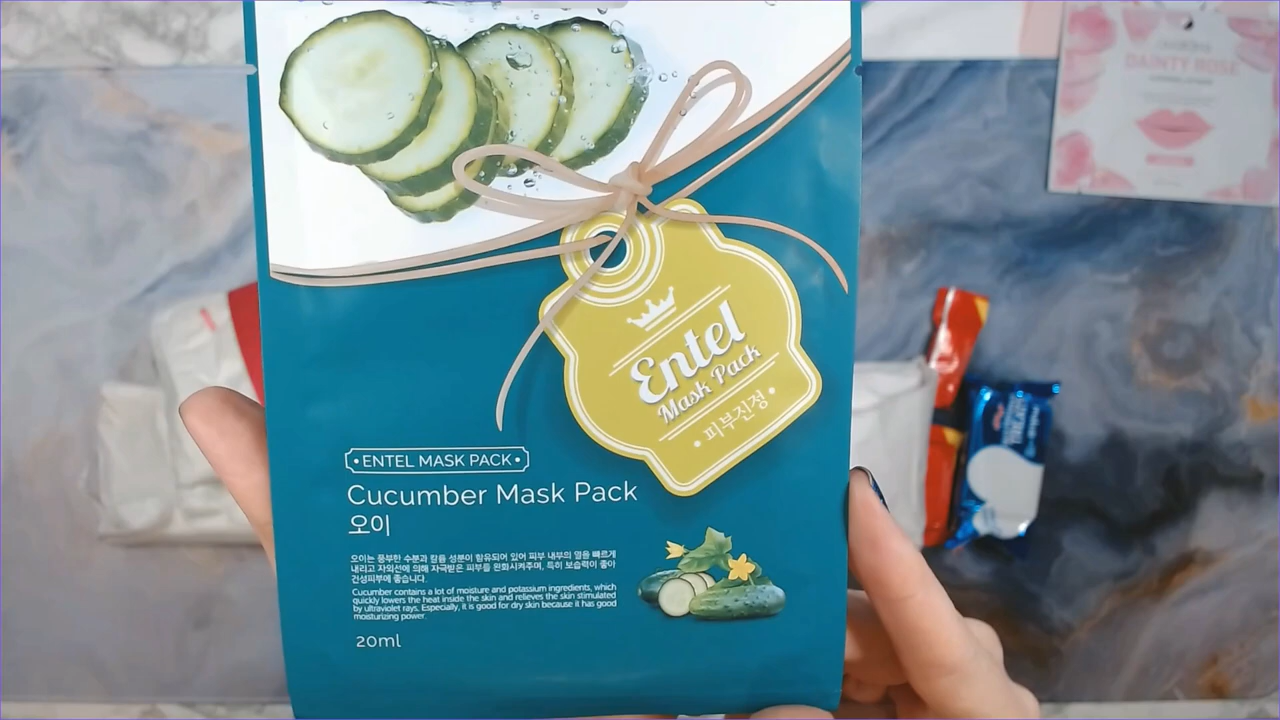 DAINTY ROSE
Entel
Mask Pack
• 피부진정 •
•ENTEL MASK PACK•
Cucumber Mask Pack
오이
오이는 풍부한 수분과 칼륨 성분이 함유되어 있어 피부 내부의 열을 빠르게
내리고 자외선에 의해 자극받은 피부를 완화시켜주며, 특히 보습력이 좋아
건성피부에 좋습니다.
Cucumber contains a lot of moisture and potassium ingredients, which
quickly lowers the heat inside the skin and relieves the skin stimulated
by ultraviolet rays. Especially, it is good for dry skin because it has good
moisturizing power.
20ml